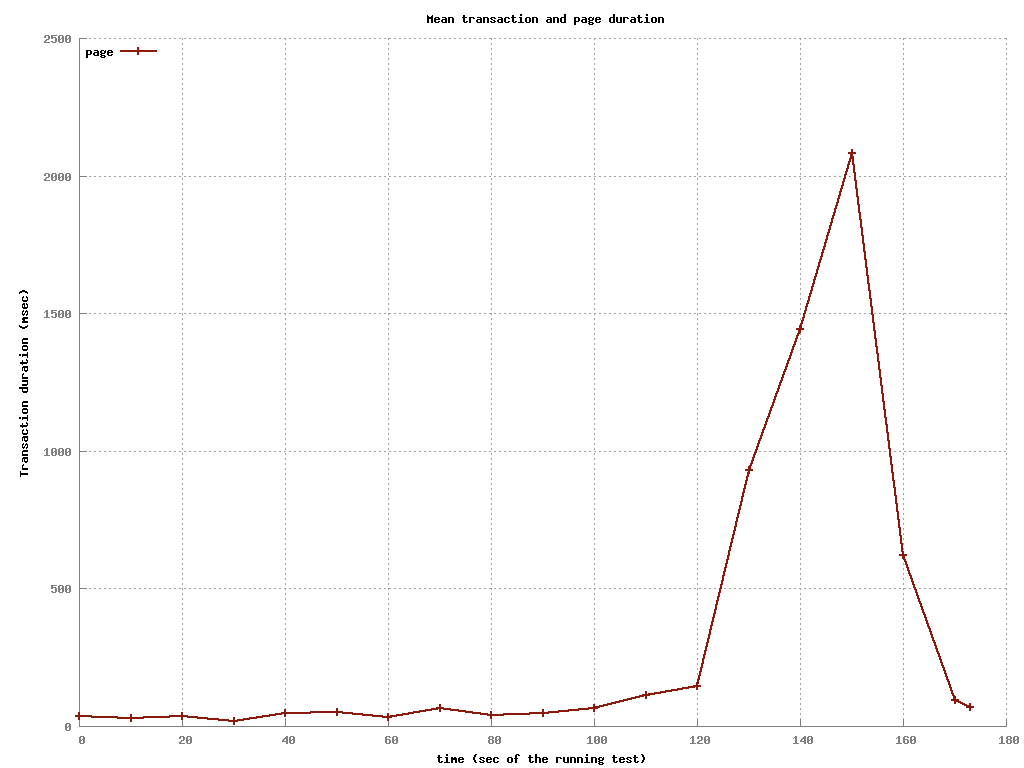 Mean transaction and page duration
2500
page
2000
1500
1000
500
0
Transaction duration (msec)
0 20 40 60 80 100 120 140 160 180
time (sec of the running test)